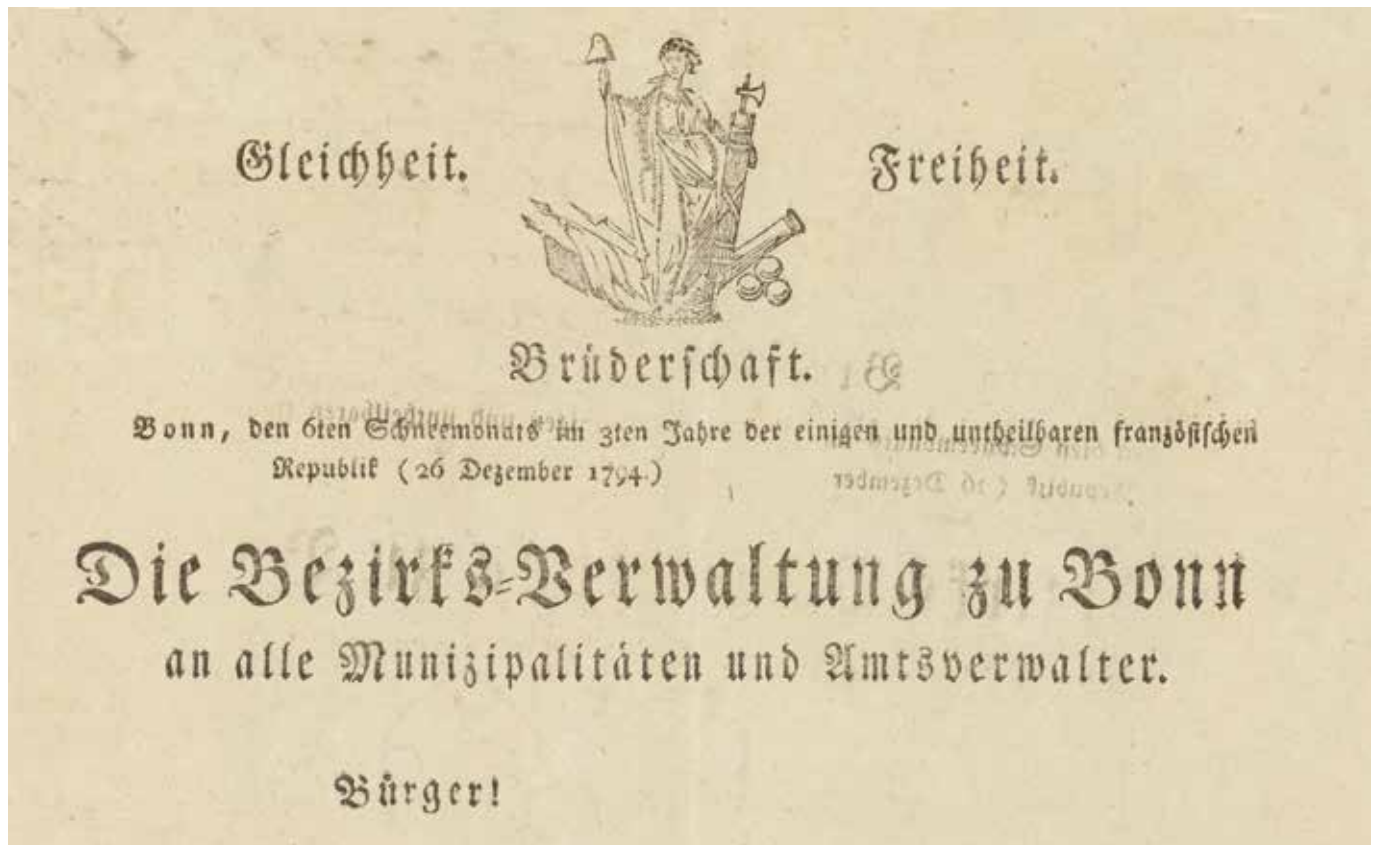 Gleichheit. Freiheit.
Brüderschaft.
Bonn, den 6ten Schneemonats im 3ten Jahre der einigen und untheilbaren französischen
Republik (26 Dezember 1794.)
Die Bezirks-Verwaltung zu Bonn
an alle Munizipalitäten und Amtsverwalter.
Bürger!